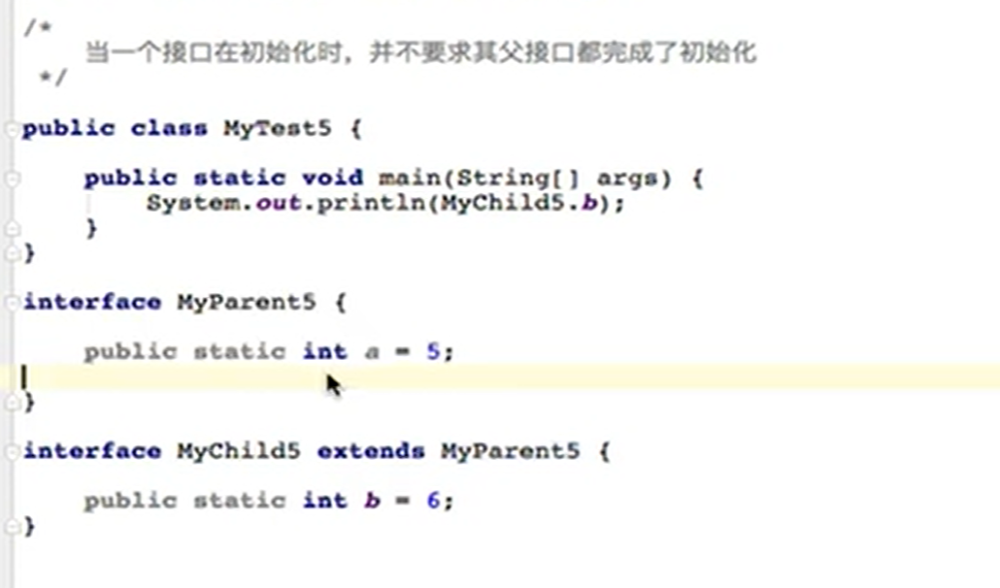 /*
当一个接口在初始化时，并不要求其父接口都完成了初始化
*/
public class MyTest5 {
public static void main(String[] args) {
System.out.println(MyChild5.b);
}
}
interface MyParent5 {
public static int a = 5;
}
interface MyChild5 extends MyParent5 {
public static int b = 6;
}